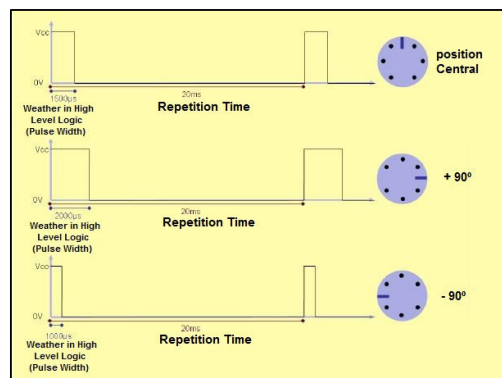 Vcc
0V
1500µs
20ms
Weather in High
Level Logic
(Pulse Width)
Repetition Time
position
Central
Vcc
0V
2000µs
20ms
Weather in High
Level Logic
(Pulse Width)
Repetition Time
+ 90º
Vcc
0V
1000µs
20ms
Weather in High
Level Logic
(Pulse Width)
Repetition Time
- 90º